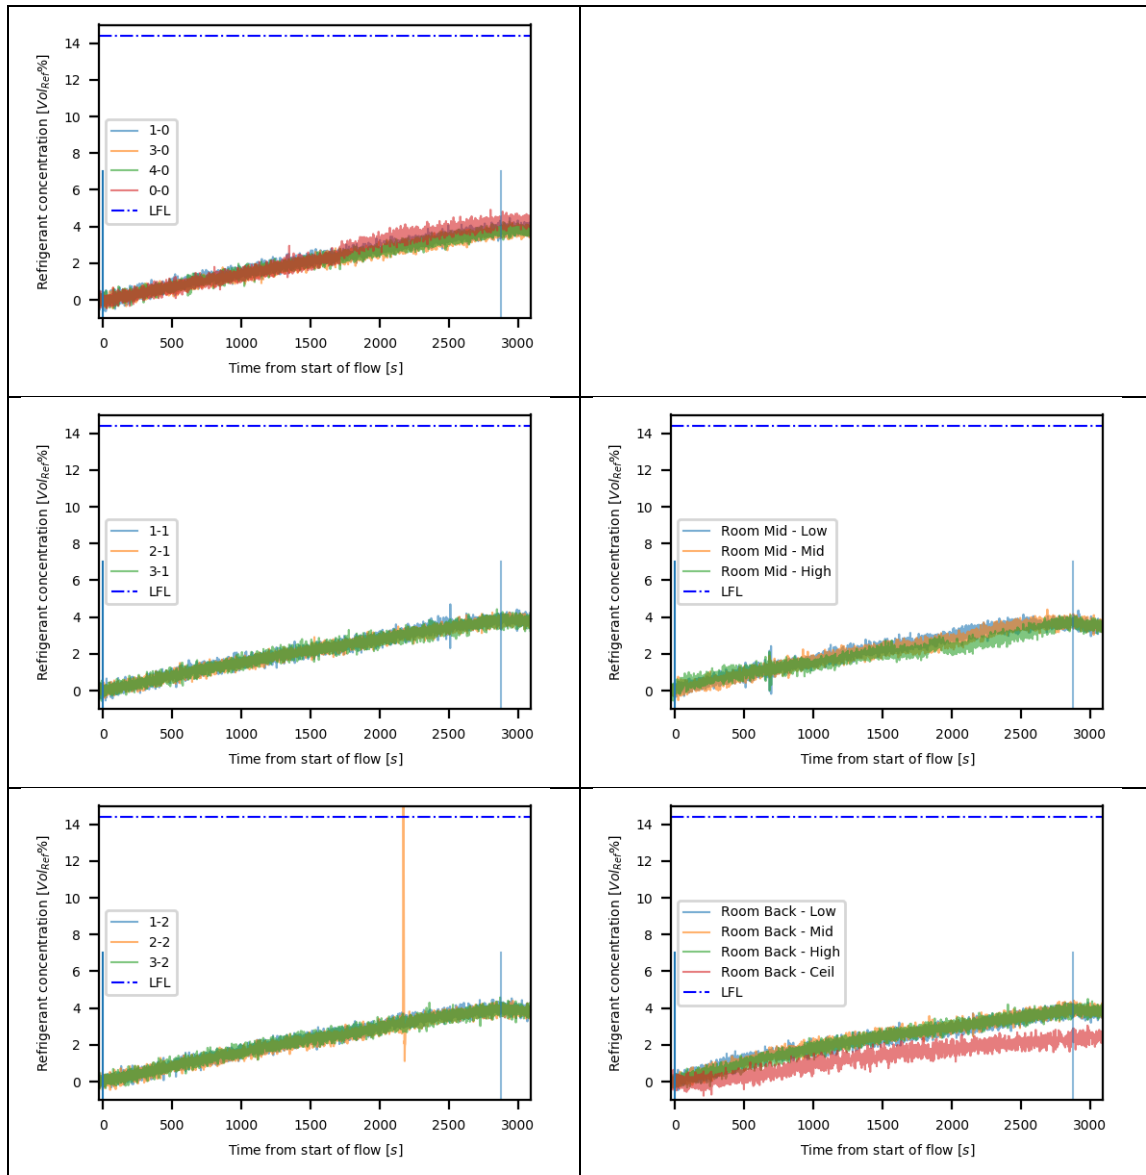 14
12
10
8
6
4
2
0
Refrigerant concentration [Vol_Ref%]
1-0
3-0
4-0
0-0
LFL
0 500 1000 1500 2000 2500 3000
Time from start of flow [s]
14
12
10
8
6
4
2
0
Refrigerant concentration [Vol_Ref%]
1-1
2-1
3-1
LFL
0 500 1000 1500 2000 2500 3000
Time from start of flow [s]
14
12
10
8
6
4
2
0
Refrigerant concentration [Vol_Ref%]
Room Mid - Low
Room Mid - Mid
Room Mid - High
LFL
0 500 1000 1500 2000 2500 3000
Time from start of flow [s]
14
12
10
8
6
4
2
0
Refrigerant concentration [Vol_Ref%]
1-2
2-2
3-2
LFL
0 500 1000 1500 2000 2500 3000
Time from start of flow [s]
14
12
10
8
6
4
2
0
Refrigerant concentration [Vol_Ref%]
Room Back - Low
Room Back - Mid
Room Back - High
Room Back - Ceil
LFL
0 500 1000 1500 2000 2500 3000
Time from start of flow [s]